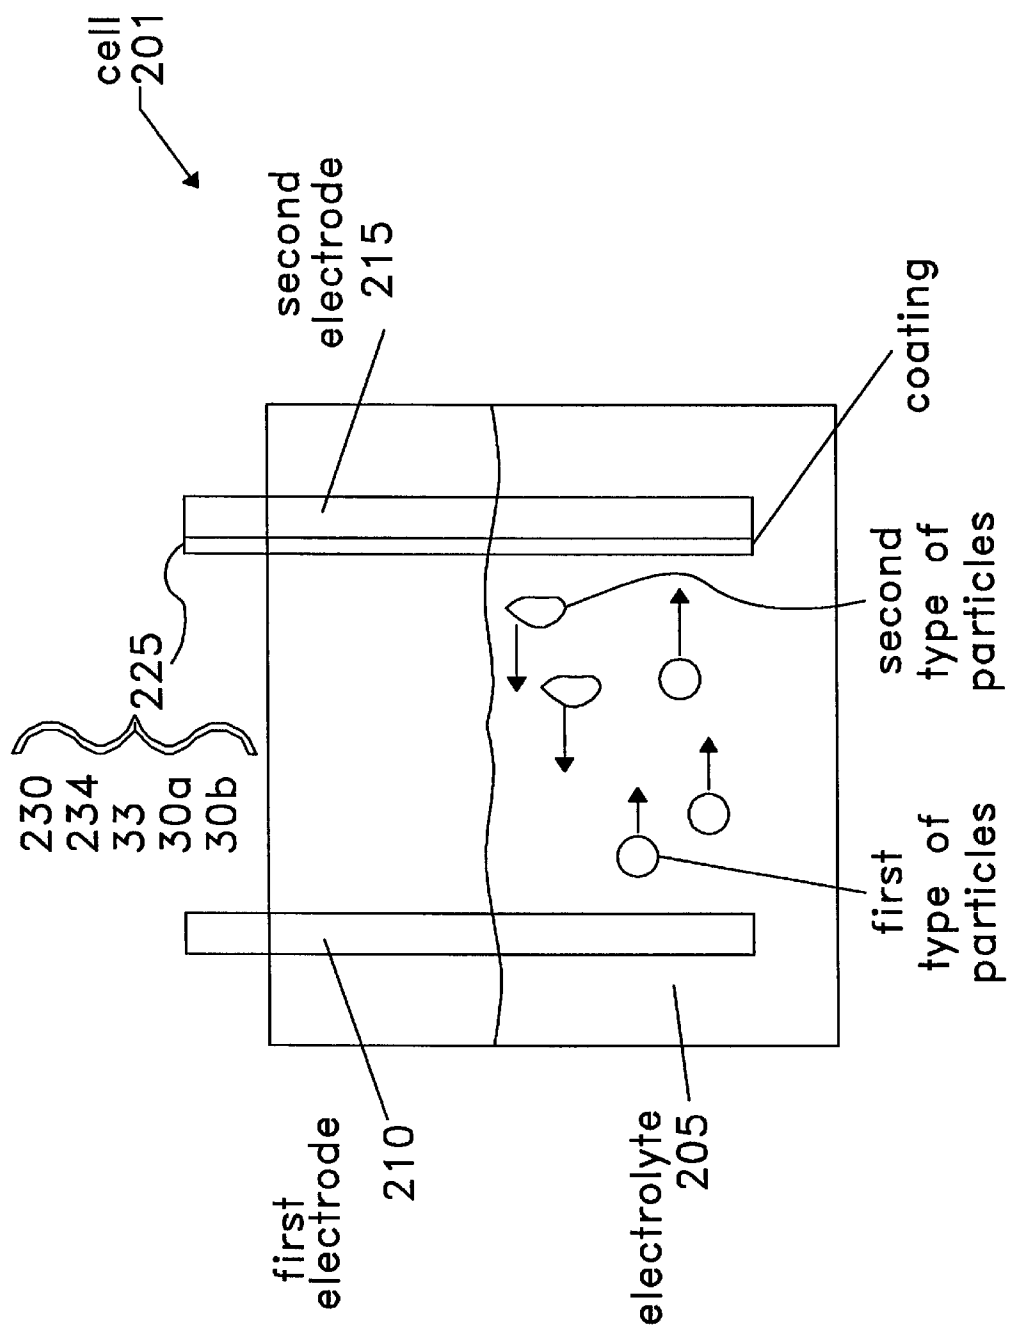 cell
201
second
electrode
215
230
234
33
30a
30b
225
first
electrode
210
electrolyte
205
first
type of
particles
second
type of
particles
coating